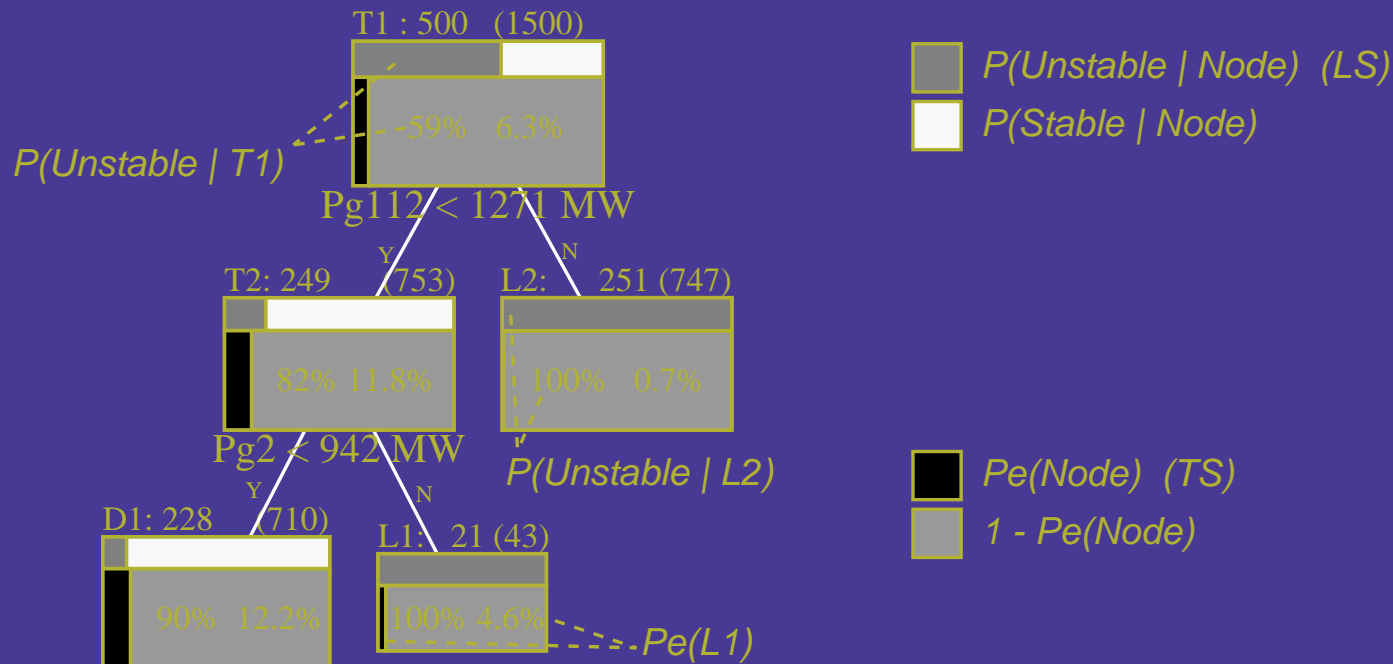 T1 : 500 (1500)
P(Unstable | Node) (LS)
P(Stable | Node)
59% 6.3%
P(Unstable | T1)
Pg112 < 1271 MW
Y
N
T2: 249 (753)
L2: 251 (747)
82% 11.8%
100% 0.7%
Pg2 < 942 MW
P(Unstable | L2)
Pe(Node) (TS)
Y
N
D1: 228 (710)
L1: 21 (43)
1 - Pe(Node)
90% 12.2%
100% 4.6%
Pe(L1)